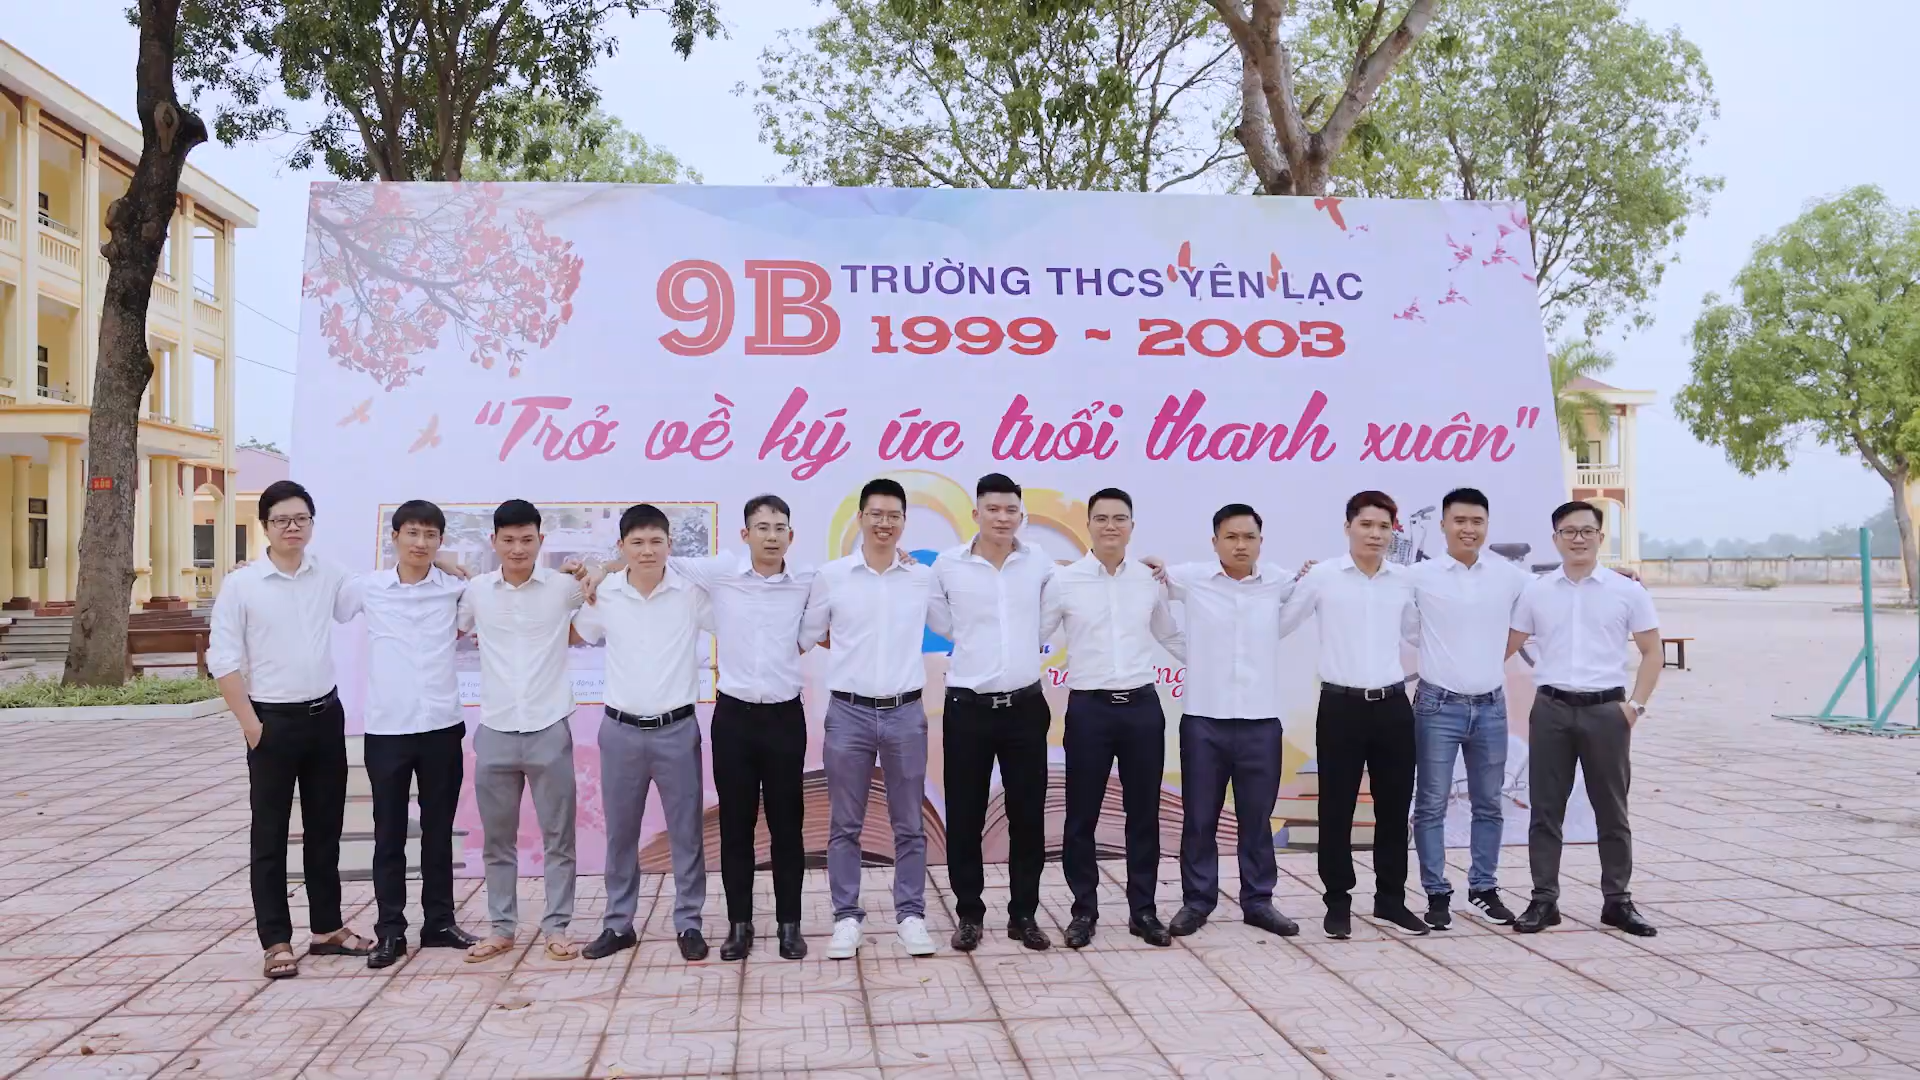 9B TRƯỜNG THCS YÊN LẠC
1999 ~ 2003
"Trở về ký ức tuổi thanh xuân"